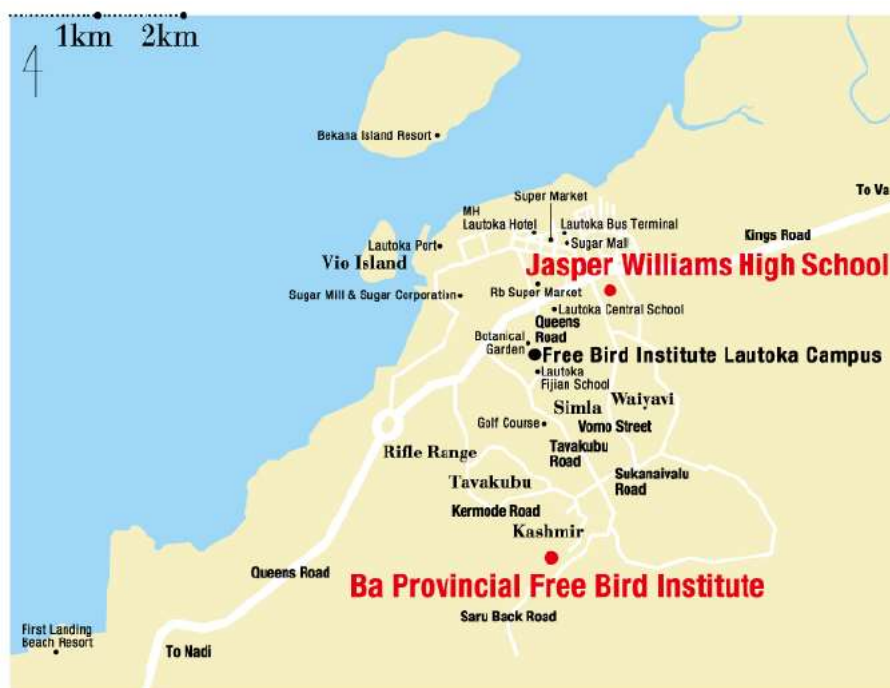 1km 2km
Bekana Island Resort
Super Market
To Va
MH
Lautoka Hotel
Lautoka Bus Terminal
Kings Road
Lautoka Port
Sugar Mall
Vio Island
Jasper Williams High School
Sugar Mill & Sugar Corporation
Rb Super Market
Lautoka Central School
Queens
Road
Botanical
Garden
Free Bird Institute Lautoka Campus
Lautoka
Fijian School
Simla
Waiyavi
Golf Course
Vomo Street
Rifle Range
Tavakubu
Road
Tavakubu
Sukanaivalu
Road
Kermode Road
Kashmir
Queens Road
Ba Provincial Free Bird Institute
Saru Back Road
First Landing
Beach Resort
To Nadi